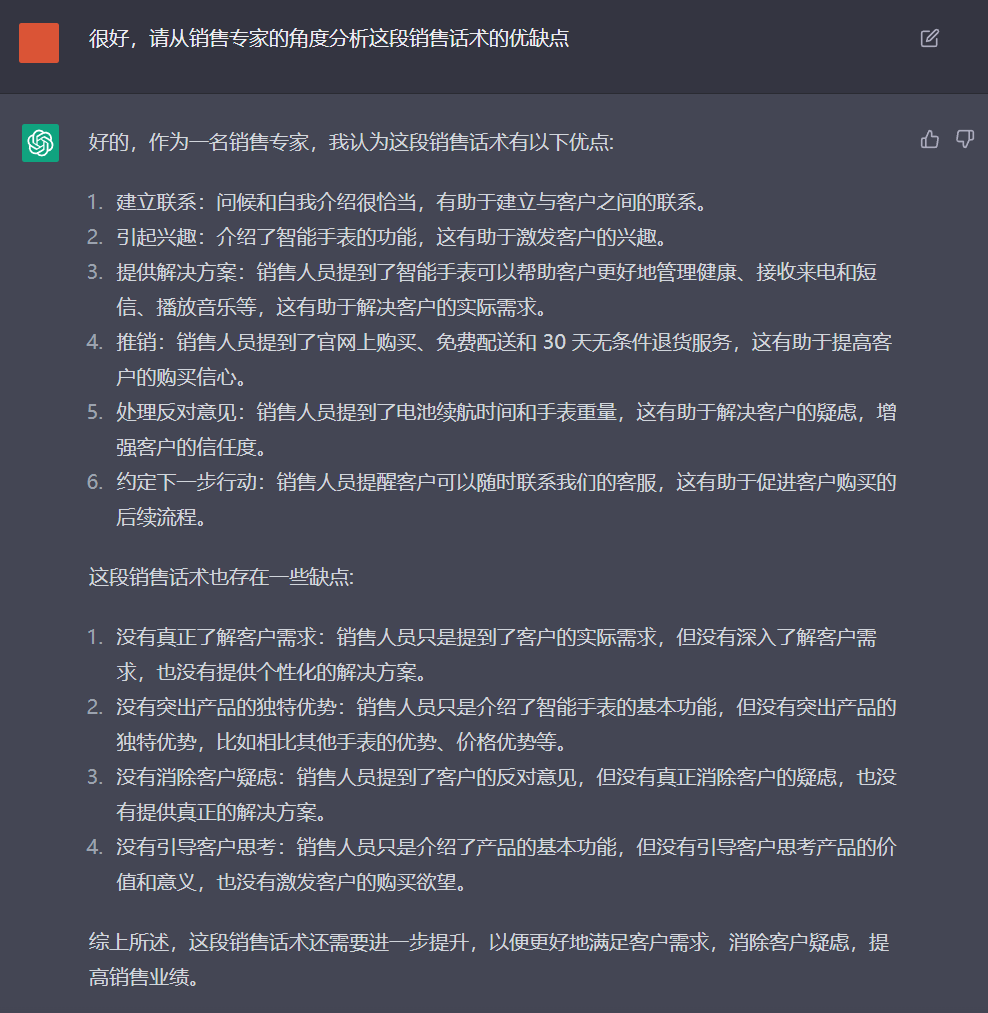 很好，请从销售专家的角度分析这段销售话术的优缺点
好的，作为一名销售专家，我认为这段销售话术有以下优点:
1. 建立联系：问候和自我介绍很恰当，有助于建立与客户之间的联系。
2. 引起兴趣：介绍了智能手表的功能，这有助于激发客户的兴趣。
3. 提供解决方案：销售人员提到了智能手表可以帮助客户更好地管理健康、接收来电和短
信、播放音乐等，这有助于解决客户的实际需求。
4. 推销：销售人员提到了官网上购买、免费配送和 30 天无条件退货服务，这有助于提高客
户的购买信心。
5. 处理反对意见：销售人员提到了电池续航时间和手表重量，这有助于解决客户的疑虑，增
强客户的信任度。
6. 约定下一步行动：销售人员提醒客户可以随时联系我们的客服，这有助于促进客户购买的
后续流程。
这段销售话术也存在一些缺点:
1. 没有真正了解客户需求：销售人员只是提到了客户的实际需求，但没有深入了解客户需
求，也没有提供个性化的解决方案。
2. 没有突出产品的独特优势：销售人员只是介绍了智能手表的基本功能，但没有突出产品的
独特优势，比如相比其他手表的优势、价格优势等。
3. 没有消除客户疑虑：销售人员提到了客户的反对意见，但没有真正消除客户的疑虑，也没
有提供真正的解决方案。
4. 没有引导客户思考：销售人员只是介绍了产品的基本功能，但没有引导客户思考产品的价
值和意义，也没有激发客户的购买欲望。
综上所述，这段销售话术还需要进一步提升，以便更好地满足客户需求，消除客户疑虑，提
高销售业绩。